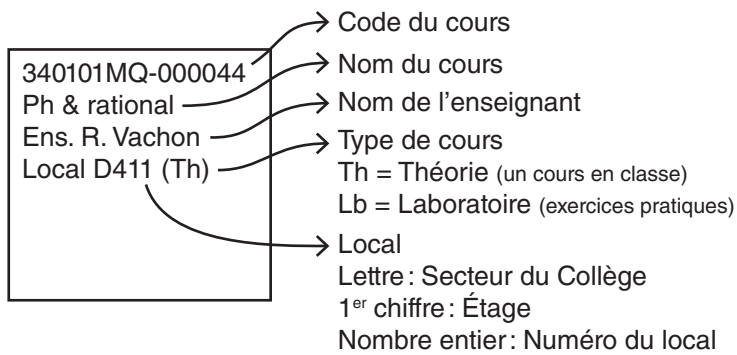 340101MQ-000044
Ph & rational
Ens. R. Vachon
Local D411 (Th)
Code du cours
Nom du cours
Nom de l'enseignant
Type de cours
Th = Théorie (un cours en classe)
Lb = Laboratoire (exercices pratiques)
Local
Lettre : Secteur du Collège
1er chiffre : Étage
Nombre entier : Numéro du local